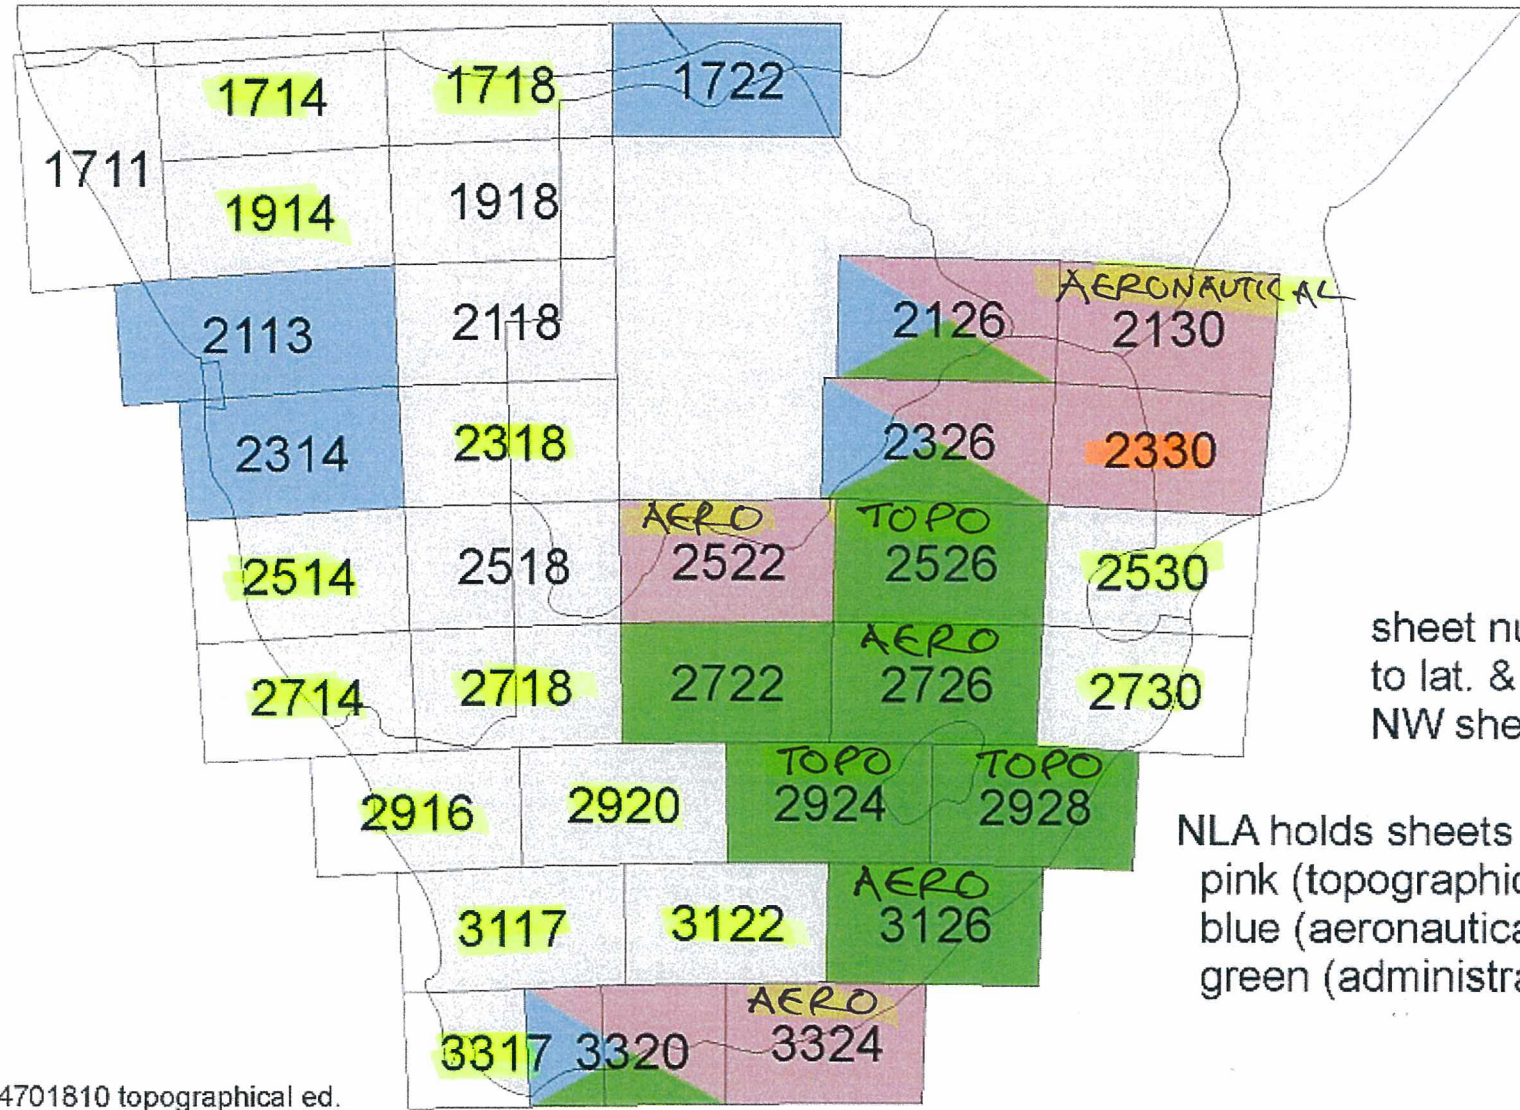 1714 1718 1722
1711
1914 1918
AERONAUTICAL
2113 2118 2126 2130
2314 2318 2326 2330
AERO TOPO
2514 2518 2522 2526 2530
AERO
2714 2718 2722 2726 2730
TOPO TOPO
2916 2920 2924 2928
AERO
3117 3122 3126
AERO
3317 3320 3324
sheet nu
to lat. &
NW she
NLA holds sheets
pink (topographic
blue (aeronautica
green (administra
4701810 topographical ed.